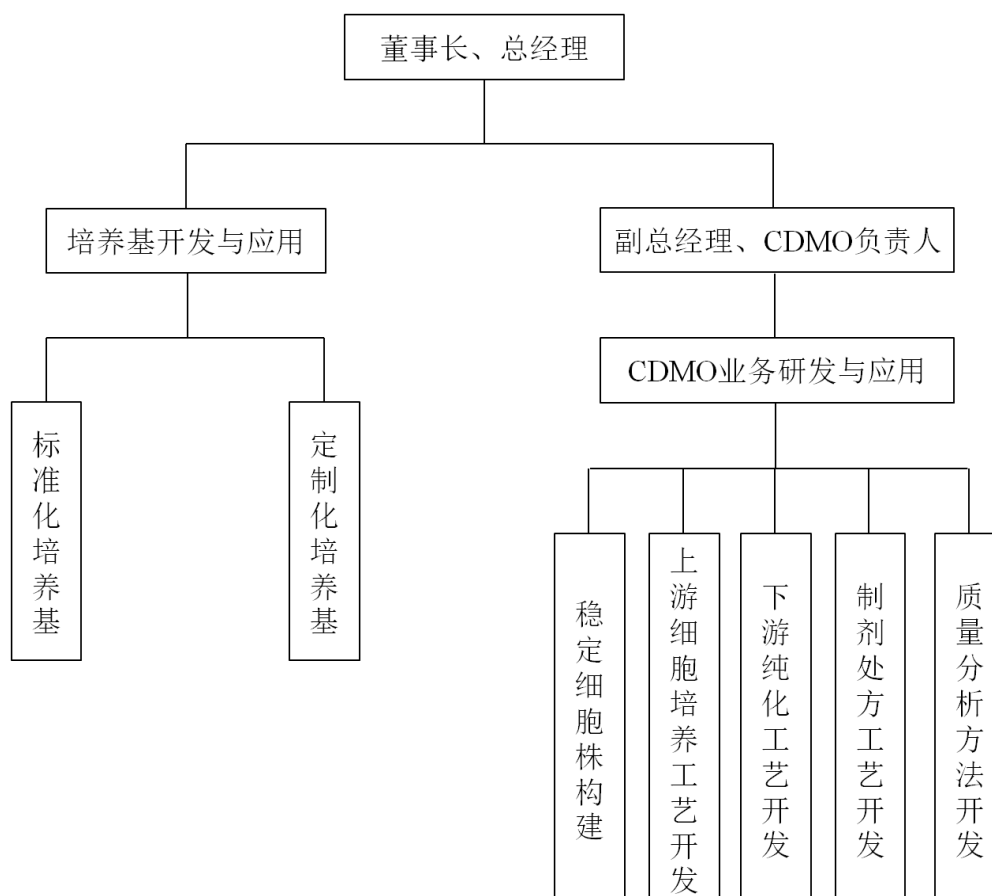 董事长、总经理
培养基开发与应用
副总经理、CDMO负责人
CDMO业务研发与应用
标准化培养基
定制化培养基
稳定细胞株构建
上游细胞培养工艺开发
下游纯化工艺开发
制剂处方工艺开发
质量分析方法开发